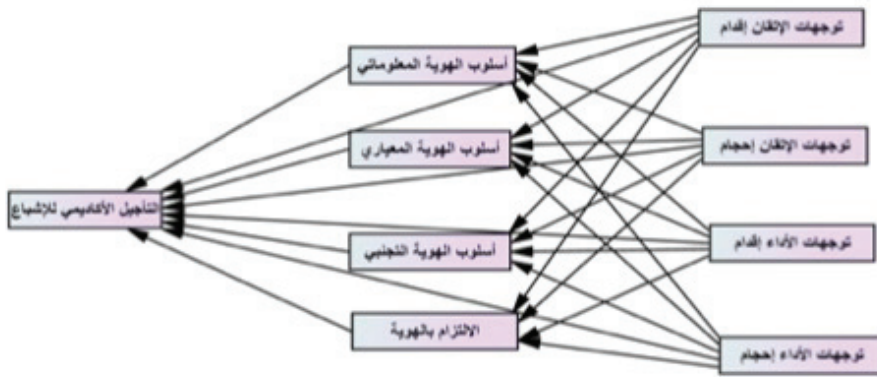 توجهات الإتقان إقدام
أسلوب الهوية المعلوماتي
توجهات الإتقان إحجام
أسلوب الهوية المعياري
التأجيل الأكاديمي للإشباع
توجهات الأداء إقدام
أسلوب الهوية التجنبي
الالتزام بالهوية
توجهات الأداء إحجام